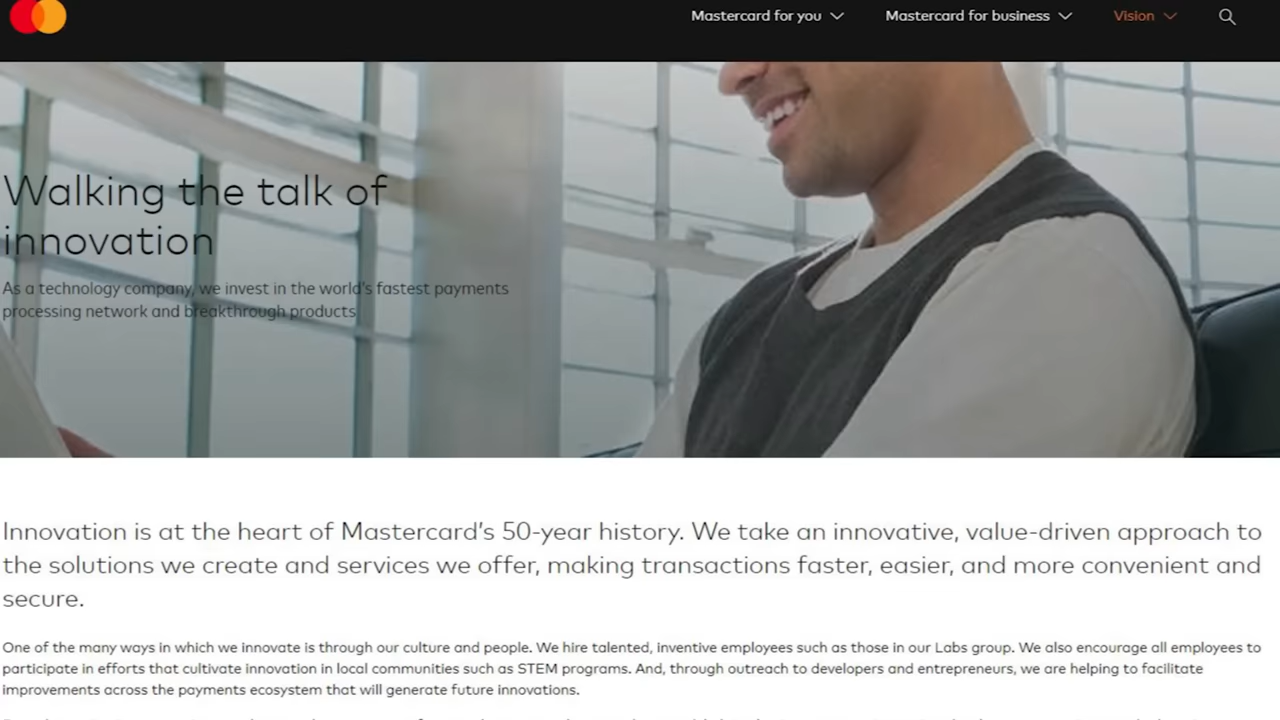 Mastercard for you
Mastercard for business
Vision
Walking the talk of
innovation
As a technology company, we invest in the world's fastest payments
processing network and breakthrough products
Innovation is at the heart of Mastercard's 50-year history. We take an innovative, value-driven approach to
the solutions we create and services we offer, making transactions faster, easier, and more convenient and
secure.
One of the many ways in which we innovate is through our culture and people. We hire talented, inventive employees such as those in our Labs group. We also encourage all employees to
participate in efforts that cultivate innovation in local communities such as STEM programs. And, through outreach to developers and entrepreneurs, we are helping to facilitate
improvements across the payments ecosystem that will generate future innovations.